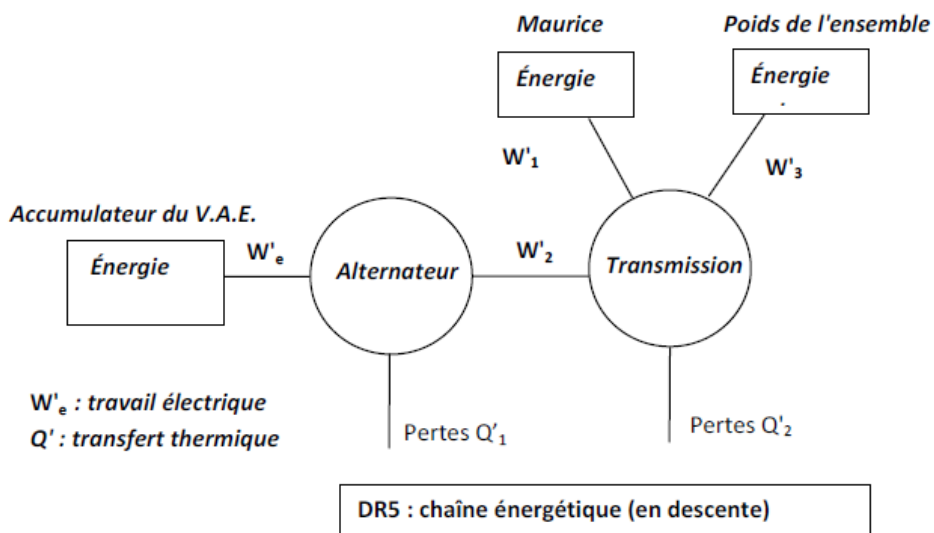 Maurice
Poids de l'ensemble
Énergie
Énergie
W'1
W'3
Accumulateur du V.A.E.
Énergie
W'e
Alternateur
W'2
Transmission
W'e : travail électrique
Q' : transfert thermique
Pertes Q'1
Pertes Q'2
DR5 : chaîne énergétique (en descente)